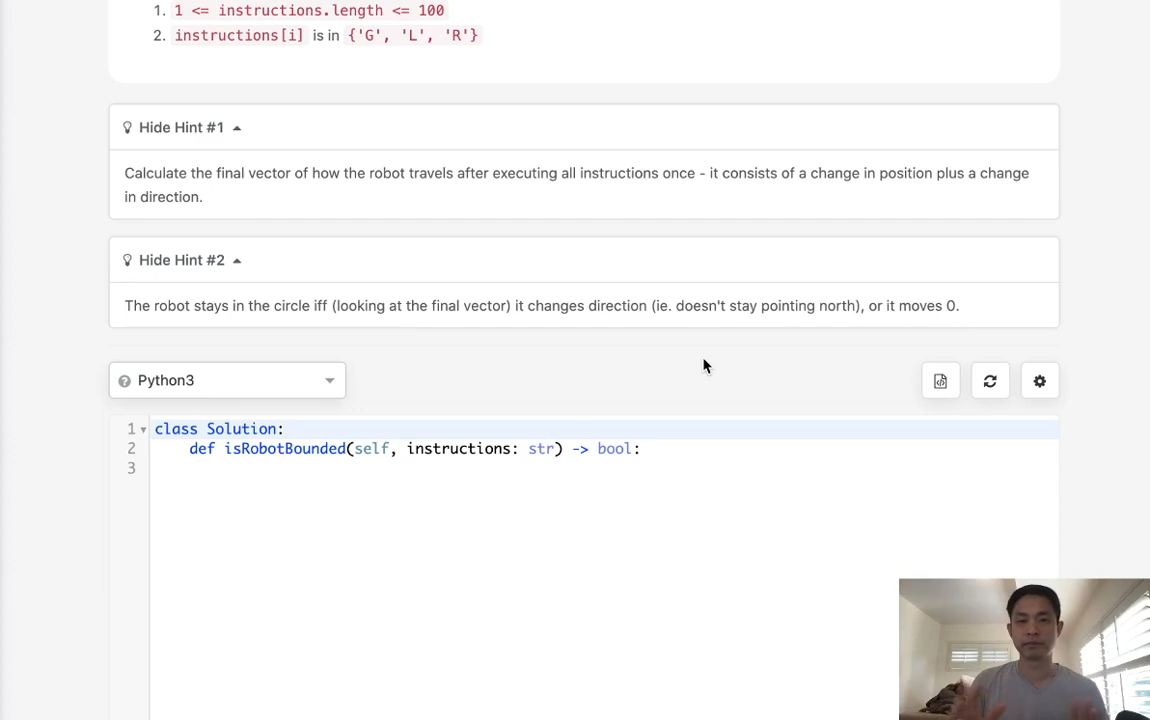 1. 1 <= instructions.length <= 100
2. instructions[i] is in {'G', 'L', 'R'}
Hide Hint #1
Calculate the final vector of how the robot travels after executing all instructions once - it consists of a change in position plus a change
in direction.
Hide Hint #2
The robot stays in the circle iff (looking at the final vector) it changes direction (ie. doesn't stay pointing north), or it moves 0.
Python3
1 class Solution:
2 def isRobotBounded(self, instructions: str) -> bool:
3